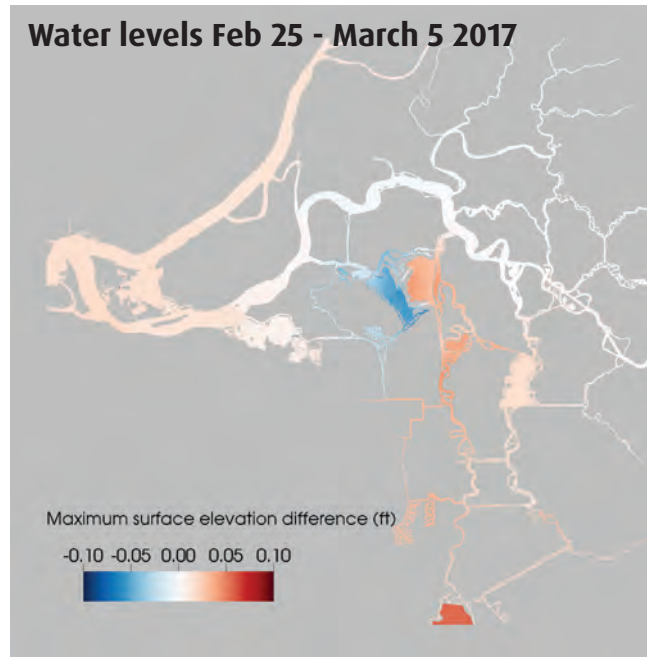 Water levels Feb 25 - March 5 2017
Maximum surface elevation difference (ft)
-0.10 -0.05 0.00 0.05 0.10